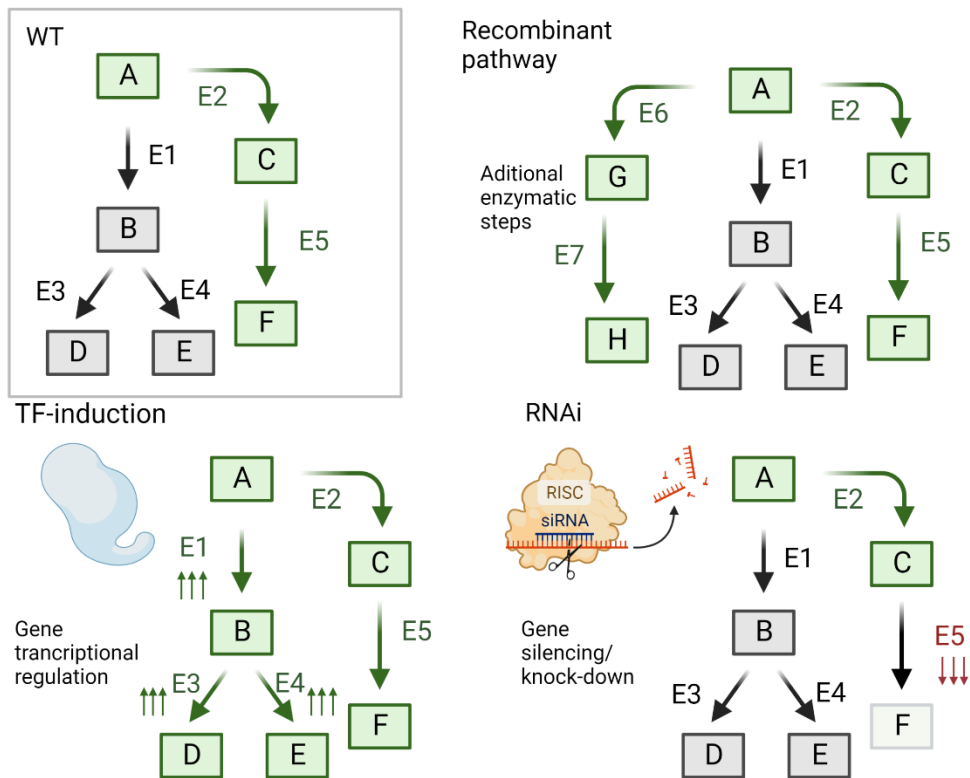 WT
A
E2
C
E1
B
E5
E3
E4
D
E
F
Recombinant
pathway
A
E6
E2
G
C
Aditional
enzymatic
steps
E1
B
E7
E5
E3
E4
H
D
E
F
TF-induction
A
E2
E1
C
B
Gene
trancriptional
regulation
E5
E3
E4
D
E
F
RNAi
RISC
siRNA
A
E2
E1
C
Gene
silencing/
knock-down
B
E5
E3
E4
D
E
F